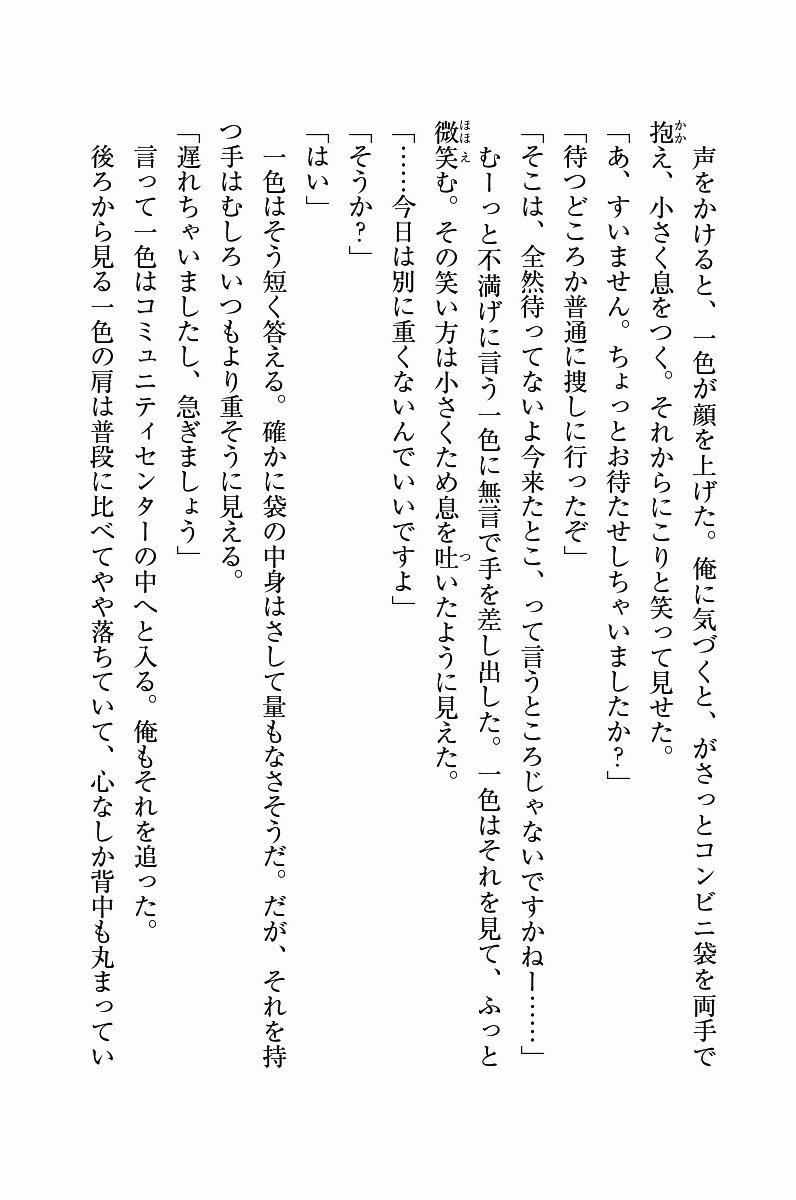 声をかけると、一色が顔を上げた。俺に気づくと、がさっとコンビニ袋を両手で
抱え、小さく息をつく。それからにこりと笑って見せた。
「あ、すいません。ちょっとお待たせしちゃいましたか？」
「待つどころか普通に捜しに行ったぞ」
「そこは、全然待ってないよ今来たとこ、って言うところじゃないですかねー……」
　むーっと不満げに言う一色に無言で手を差し出した。一色はそれを見て、ふっと
微笑む。その笑い方は小さくため息を吐いたように見えた。
「……今日は別に重くないんでいいですよ」
「そうか？」
「はい」
　一色はそう短く答える。確かに袋の中身はさして量もなさそうだ。だが、それを持
つ手はむしろいつもより重そうに見える。
「遅れちゃいましたし、急ぎましょう」
　言って一色はコミュニティセンターの中へと入る。俺もそれを追った。
　後ろから見る一色の肩は普段に比べてやや落ちていて、心なしか背中も丸まってい